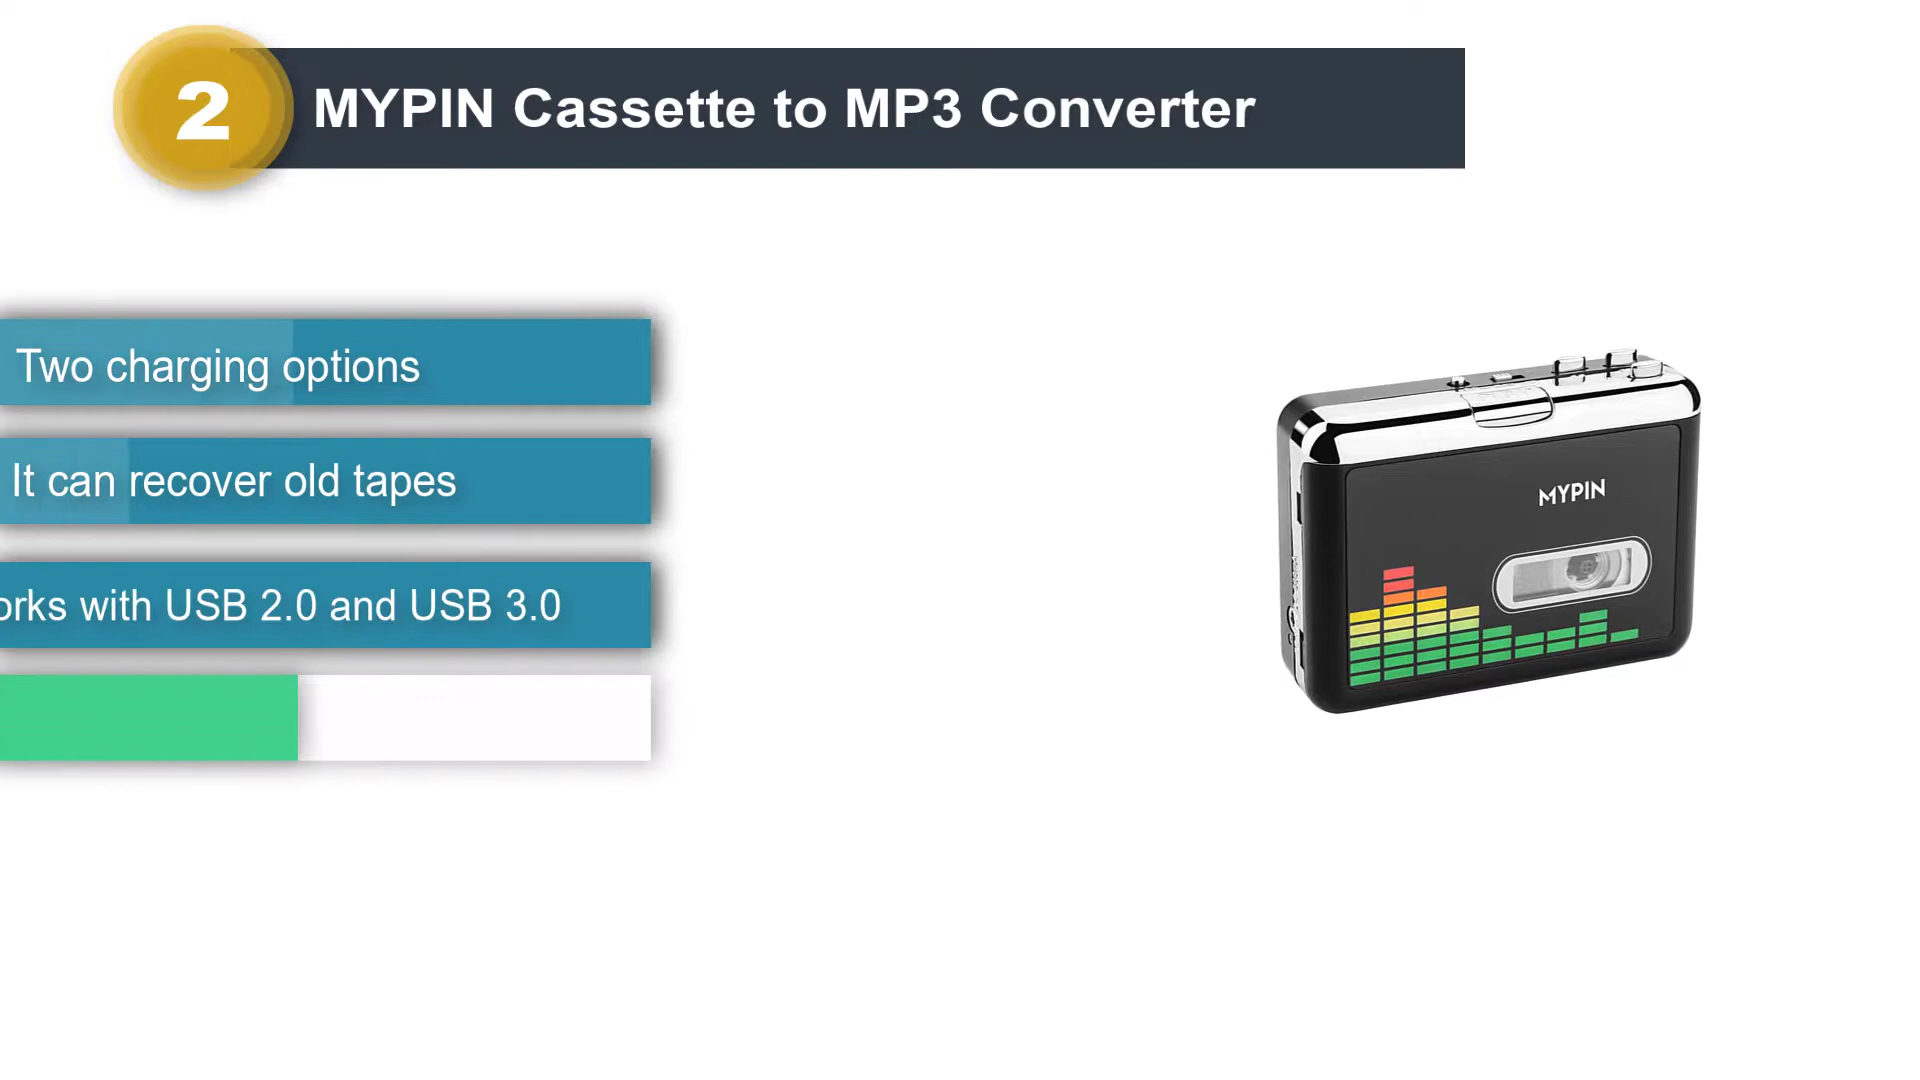 2
MYPIN Cassette to MP3 Converter
Two charging options
It can recover old tapes
orks with USB 2.0 and USB 3.0
MYPIN